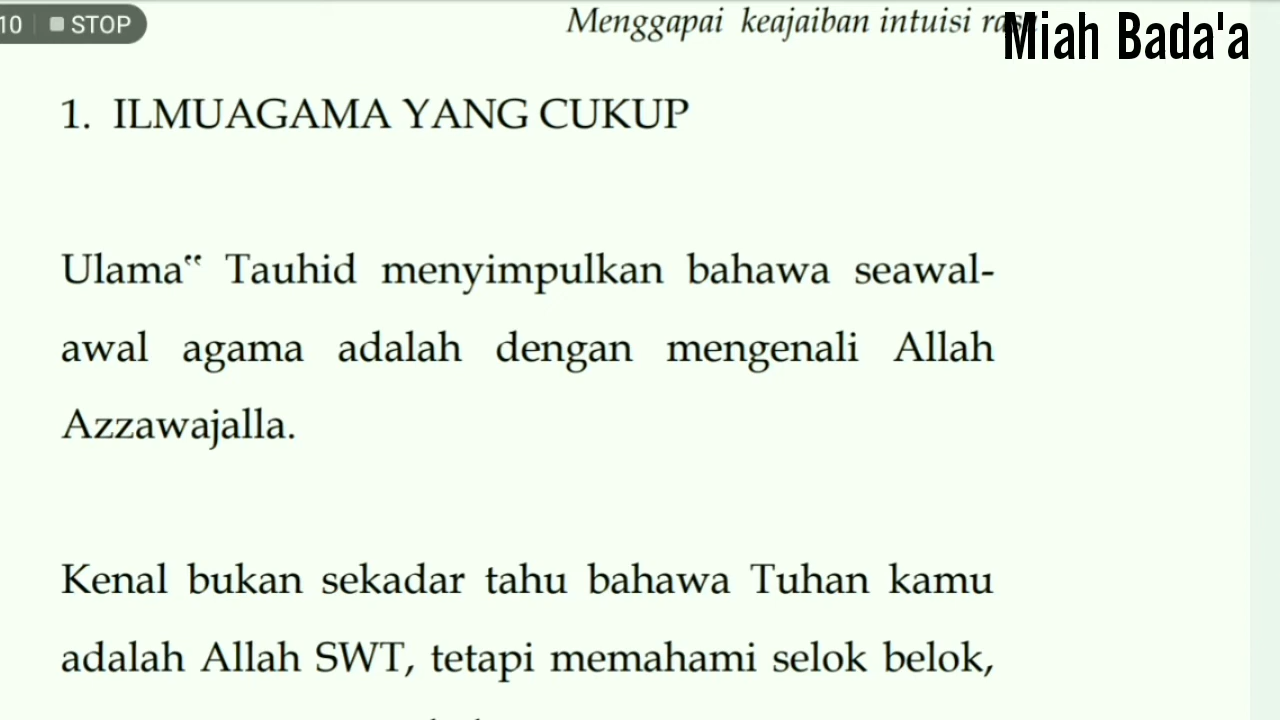 10 STOP
Menggapai keajaiban intuisi
Miah Bada'a
1. ILMUAGAMA YANG CUKUP
Ulama‟ Tauhid menyimpulkan bahawa seawal-
awal agama adalah dengan mengenali Allah
Azzawajalla.
Kenal bukan sekadar tahu bahawa Tuhan kamu
adalah Allah SWT, tetapi memahami selok belok,